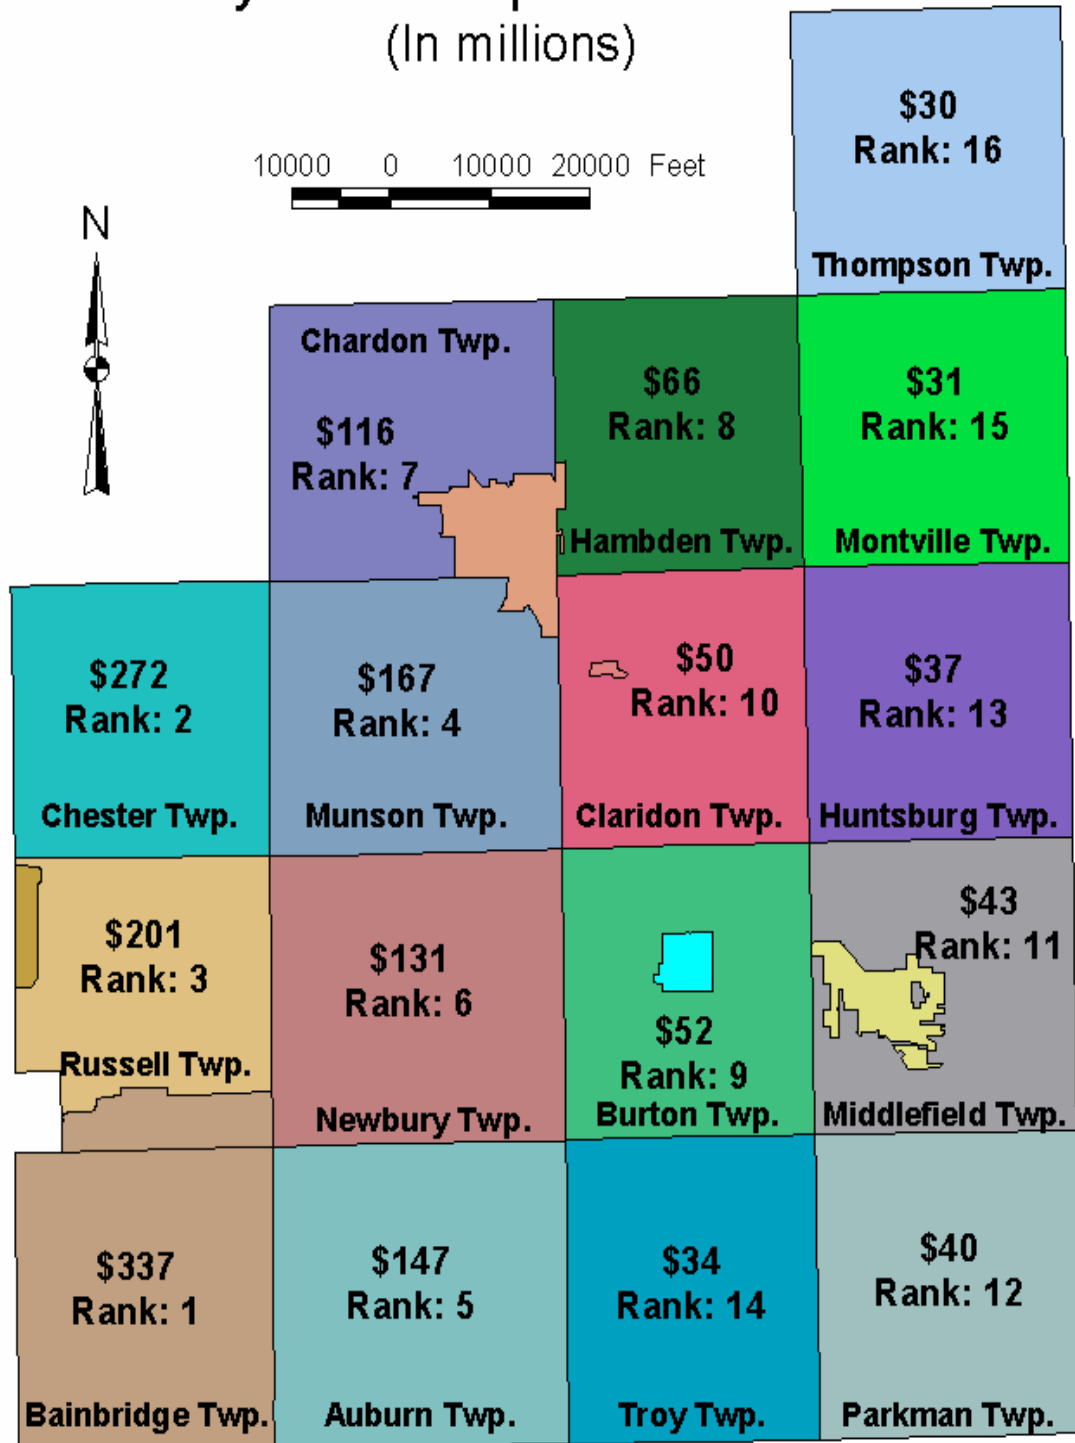 (In millions)
10000 0 10000 20000 Feet
N
$30
Rank: 16
Thompson Twp.
Chardon Twp.
$116
Rank: 7
$66
Rank: 8
Hambden Twp.
$31
Rank: 15
Montville Twp.
$272
Rank: 2
Chester Twp.
$167
Rank: 4
Munson Twp.
$50
Rank: 10
Claridon Twp.
$37
Rank: 13
Huntsburg Twp.
$201
Rank: 3
Russell Twp.
$131
Rank: 6
Newbury Twp.
$52
Rank: 9
Burton Twp.
$43
Rank: 11
Middlefield Twp.
$337
Rank: 1
Bainbridge Twp.
$147
Rank: 5
Auburn Twp.
$34
Rank: 14
Troy Twp.
$40
Rank: 12
Parkman Twp.